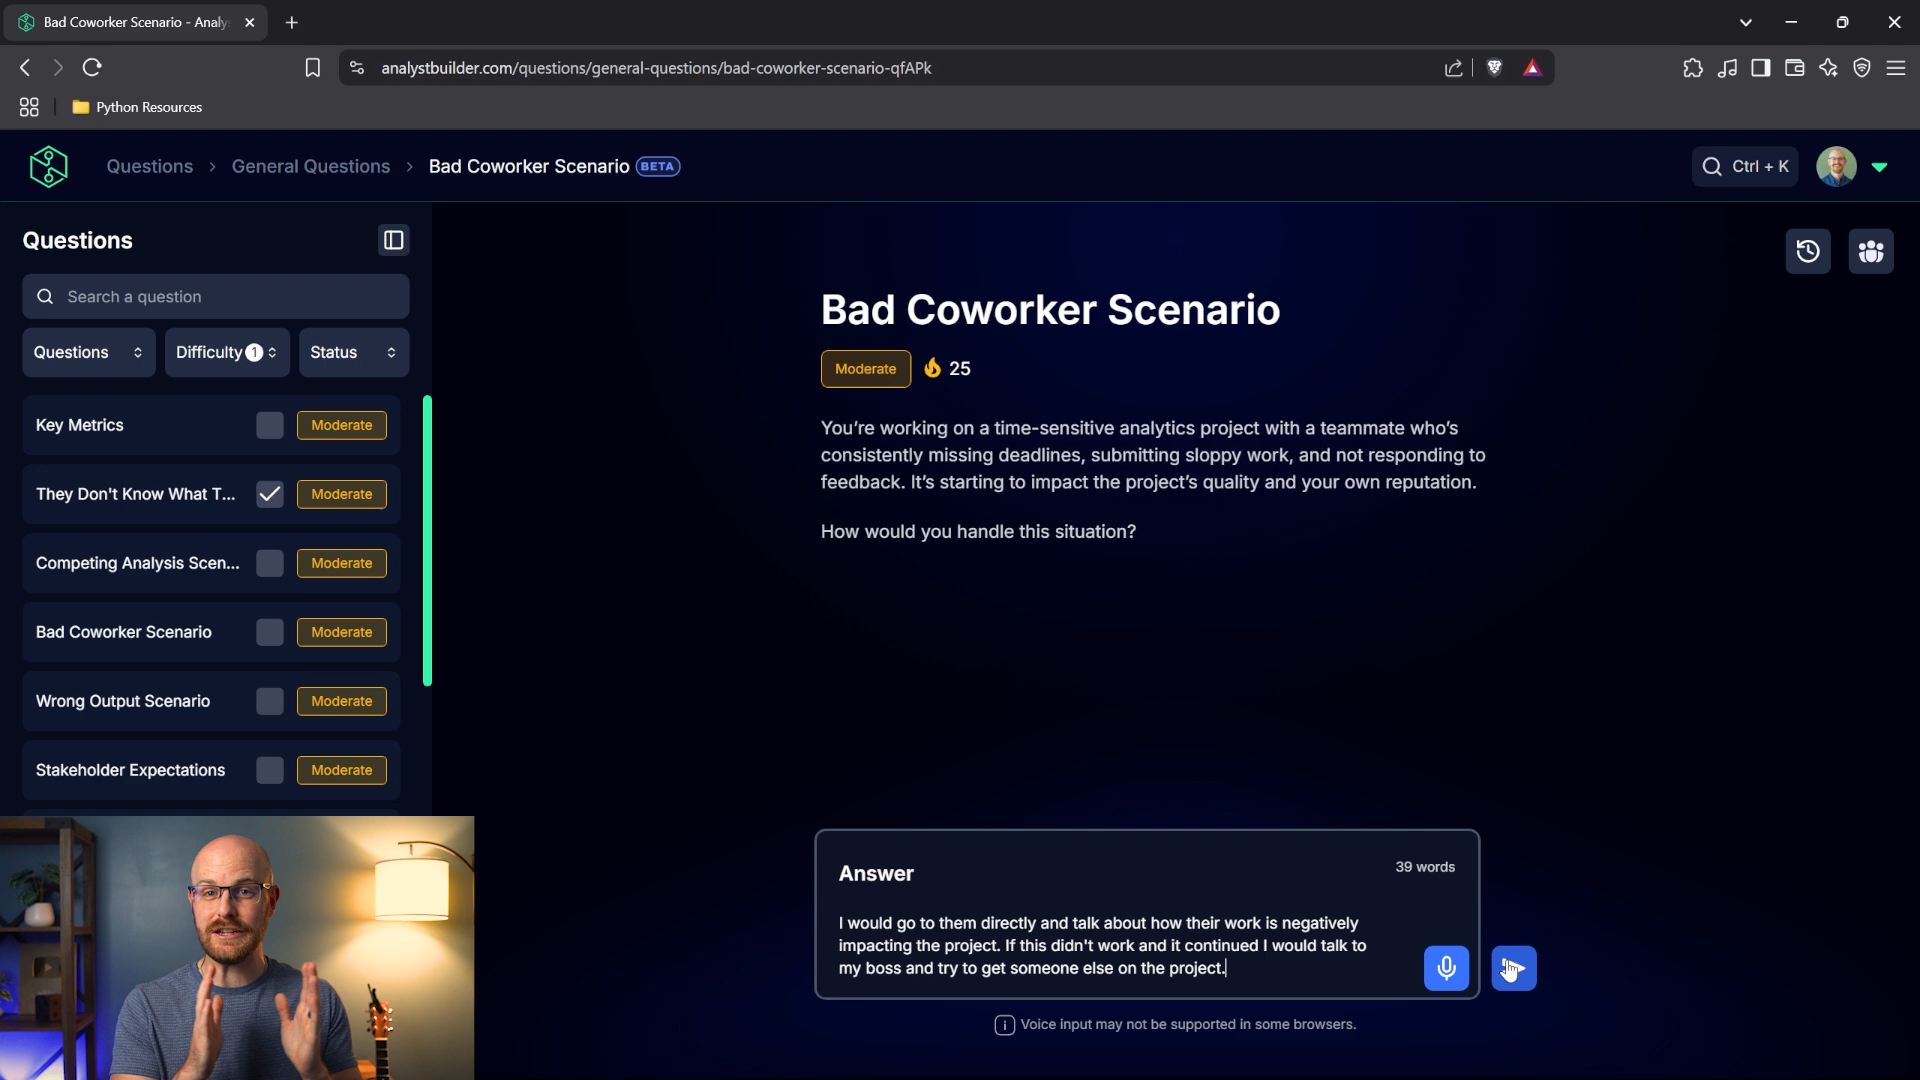 Bad Coworker Scenario - Analy
analystbuilder.com/questions/general-questions/bad-coworker-scenario-qfAPk
Python Resources
Questions > General Questions > Bad Coworker Scenario BETA
Ctrl + K
Questions
Search a question
Questions
Difficulty 1
Status
Key Metrics
Moderate
They Don't Know What T...
Moderate
Competing Analysis Scen...
Moderate
Bad Coworker Scenario
Moderate
Wrong Output Scenario
Moderate
Stakeholder Expectations
Moderate
Bad Coworker Scenario
Moderate
25
You're working on a time-sensitive analytics project with a teammate who's
consistently missing deadlines, submitting sloppy work, and not responding to
feedback. It's starting to impact the project's quality and your own reputation.
How would you handle this situation?
Answer
39 words
I would go to them directly and talk about how their work is negatively
impacting the project. If this didn't work and it continued I would talk to
my boss and try to get someone else on the project.
Voice input may not be supported in some browsers.